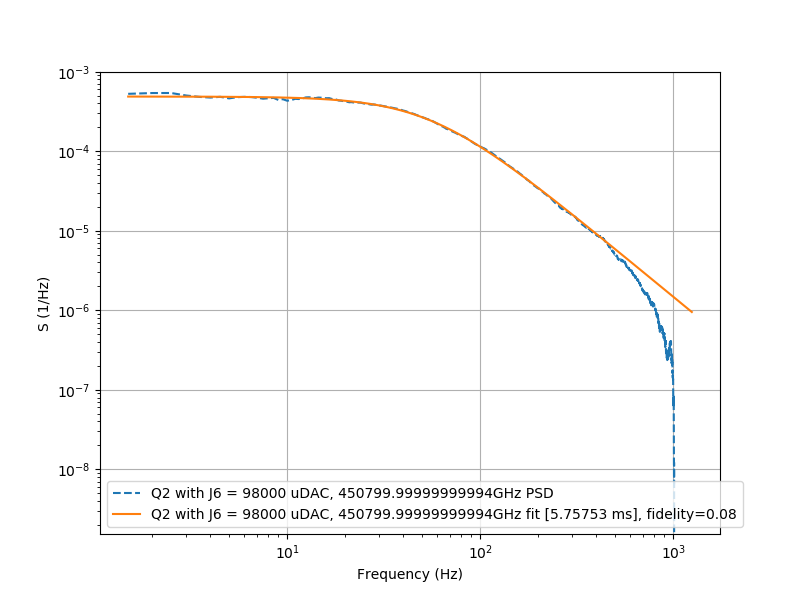 10⁻³
10⁻⁴
10⁻⁵
10⁻⁶
10⁻⁷
10⁻⁸
S (1/Hz)
Q2 with J6 = 98000 uDAC, 450799.99999999994GHz PSD
Q2 with J6 = 98000 uDAC, 450799.99999999994GHz fit [5.75753 ms], fidelity=0.08
10¹ 10² 10³
Frequency (Hz)